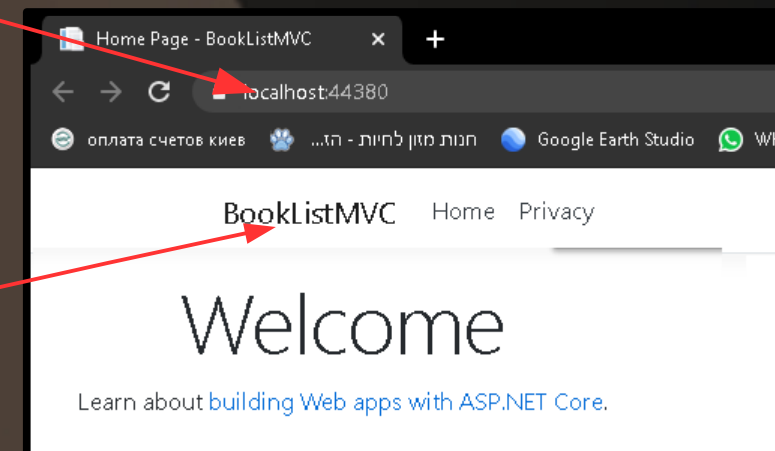 Home Page - BookListMVC
localhost:44380
оплата счетов киев חנות מזון לחיות - הז... Google Earth Studio
BookListMVC Home Privacy
Welcome
Learn about building Web apps with ASP.NET Core.